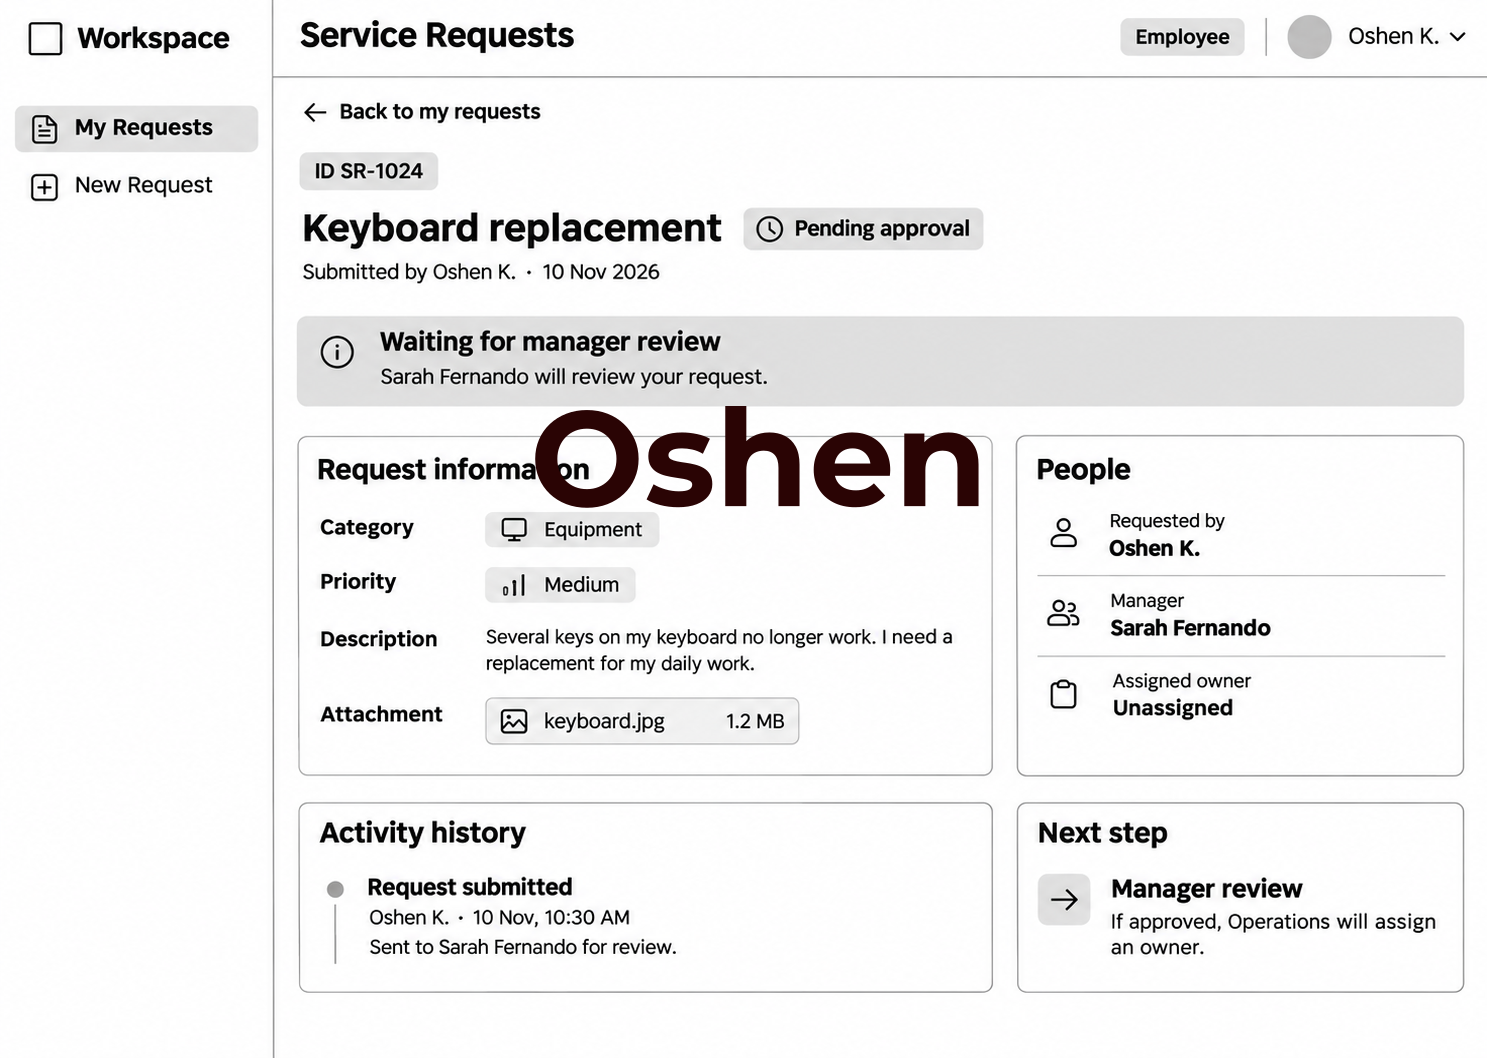 Workspace
Service Requests
Employee
Oshen K.
My Requests
New Request
Back to my requests
ID SR-1024
Keyboard replacement
Pending approval
Submitted by Oshen K. · 10 Nov 2026
Waiting for manager review
Sarah Fernando will review your request.
Oshen
Request information
Category
Equipment
Priority
Medium
Description
Several keys on my keyboard no longer work. I need a
replacement for my daily work.
Attachment
keyboard.jpg
1.2 MB
People
Requested by
Oshen K.
Manager
Sarah Fernando
Assigned owner
Unassigned
Activity history
Request submitted
Oshen K. · 10 Nov, 10:30 AM
Sent to Sarah Fernando for review.
Next step
Manager review
If approved, Operations will assign
an owner.